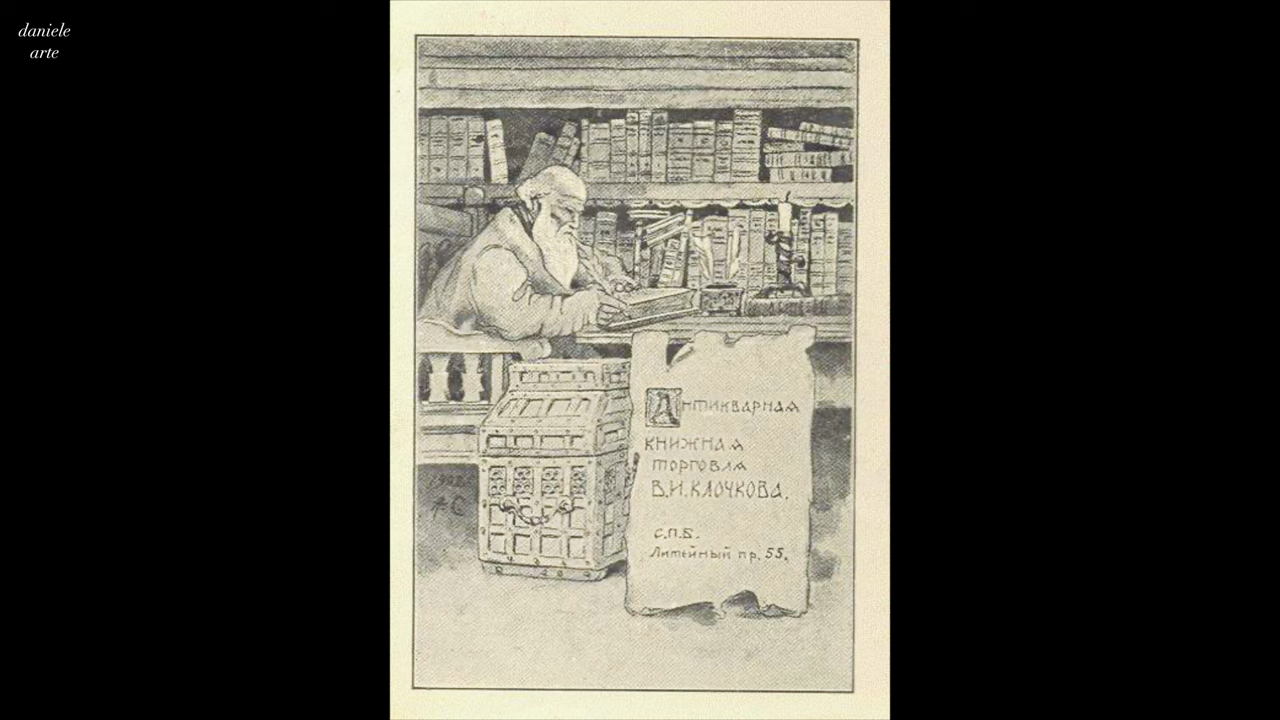 daniele
arte
Антикварная
книжная
торговля
В.И.Клочкова.
С.П.Б.
Литейный пр. 55.